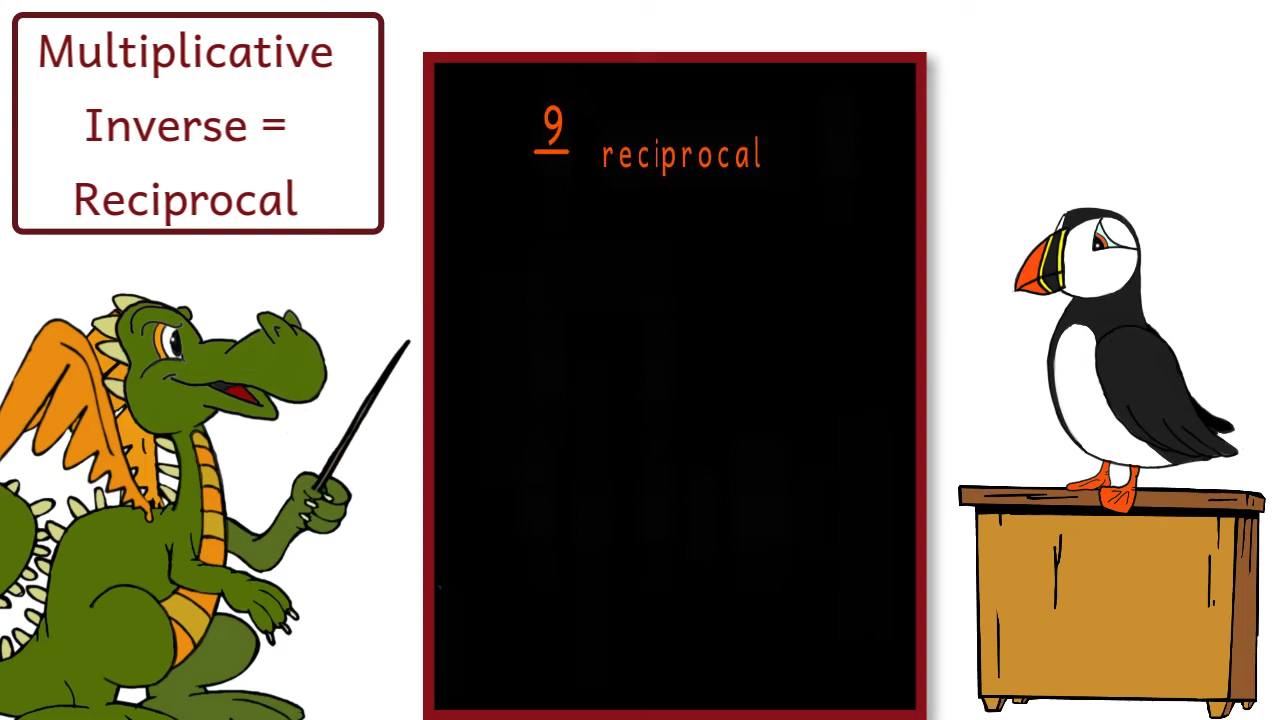 Multiplicative
Inverse =
Reciprocal
9
reciprocal